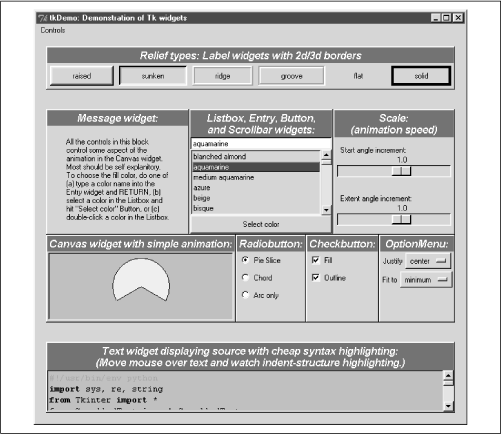 tkDemo: Demonstration of Tk widgets
Controls
Relief types: Label widgets with 2d/3d borders
raised sunken ridge groove flat solid
Message widget:
All the controls in this block
control some aspect of the
animation in the Canvas widget.
Most should be self explanitory.
To choose the fill color, do one of
(a) type a color name into the
Entry widget and RETURN, (b)
select a color in the Listbox and
hit "Select color" Button, or (c)
double-click a color in the Listbox.
Listbox, Entry, Button,
and Scrollbar widgets:
aquamarine
blanched almond
aquamarine
medium aquamarine
azure
beige
bisque
Select color
Scale:
(animation speed)
Start angle increment:
1.0
Extent angle increment:
1.0
Canvas widget with simple animation:
Radiobutton:
Pie Slice
Chord
Arc only
Checkbutton:
Fill
Outline
OptionMenu:
Justify center
Fit to minimum
Text widget displaying source with cheap syntax highlighting:
(Move mouse over text and watch indent-structure highlighting.)
#!/usr/bin/env python
import sys, re, string
from Tkinter import *